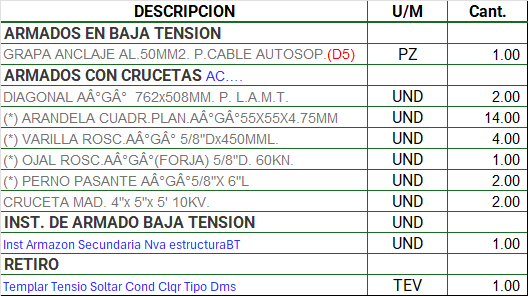 DESCRIPCION U/M Cant.
ARMADOS EN BAJA TENSION
GRAPA ANCLAJE AL.50MM2. P.CABLE AUTOSOP.(D5) PZ 1.00
ARMADOS CON CRUCETAS AC....
DIAGONAL AÂ°GÂ° 762x508MM. P. L.A.M.T. UND 2.00
(*) ARANDELA CUADR.PLAN.AÂ°GÂ°55X55X4.75MM UND 14.00
(*) VARILLA ROSC.AÂ°GÂ° 5/8"Dx450MML. UND 4.00
(*) OJAL ROSC.AÂ°GÂ°(FORJA) 5/8"D. 60KN. UND 1.00
(*) PERNO PASANTE AÂ°GÂ°5/8"X 6"L UND 2.00
CRUCETA MAD. 4"x 5"x 5' 10KV. UND 2.00
INST. DE ARMADO BAJA TENSION UND
Inst Armazon Secundaria Nva estructuraBT UND 1.00
RETIRO
Templar Tensio Soltar Cond Clqr Tipo Dms TEV 1.00